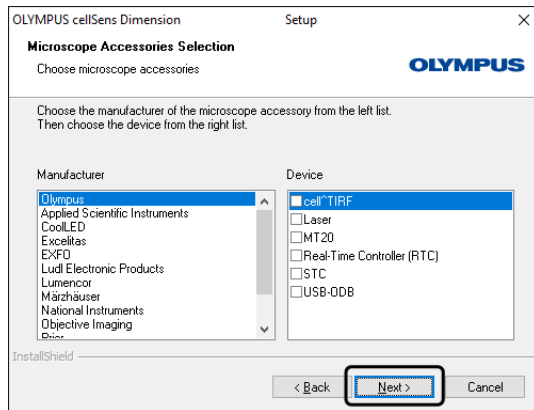 OLYMPUS cellSens Dimension Setup
Microscope Accessories Selection
Choose microscope accessories
OLYMPUS
Choose the manufacturer of the microscope accessory from the left list.
Then choose the device from the right list.
Manufacturer
Olympus
Applied Scientific Instruments
CoolLED
Excelitas
EXFO
Ludl Electronic Products
Lumencor
Märzhäuser
National Instruments
Objective Imaging
Prior
Device
cell^TIRF
Laser
MT20
Real-Time Controller (RTC)
STC
USB-ODB
InstallShield
< Back Next > Cancel